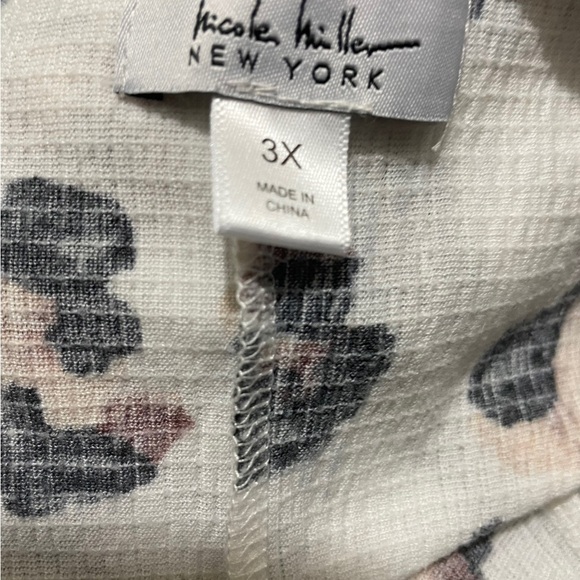 Nicole Miller
NEW YORK
3X
MADE IN
CHINA